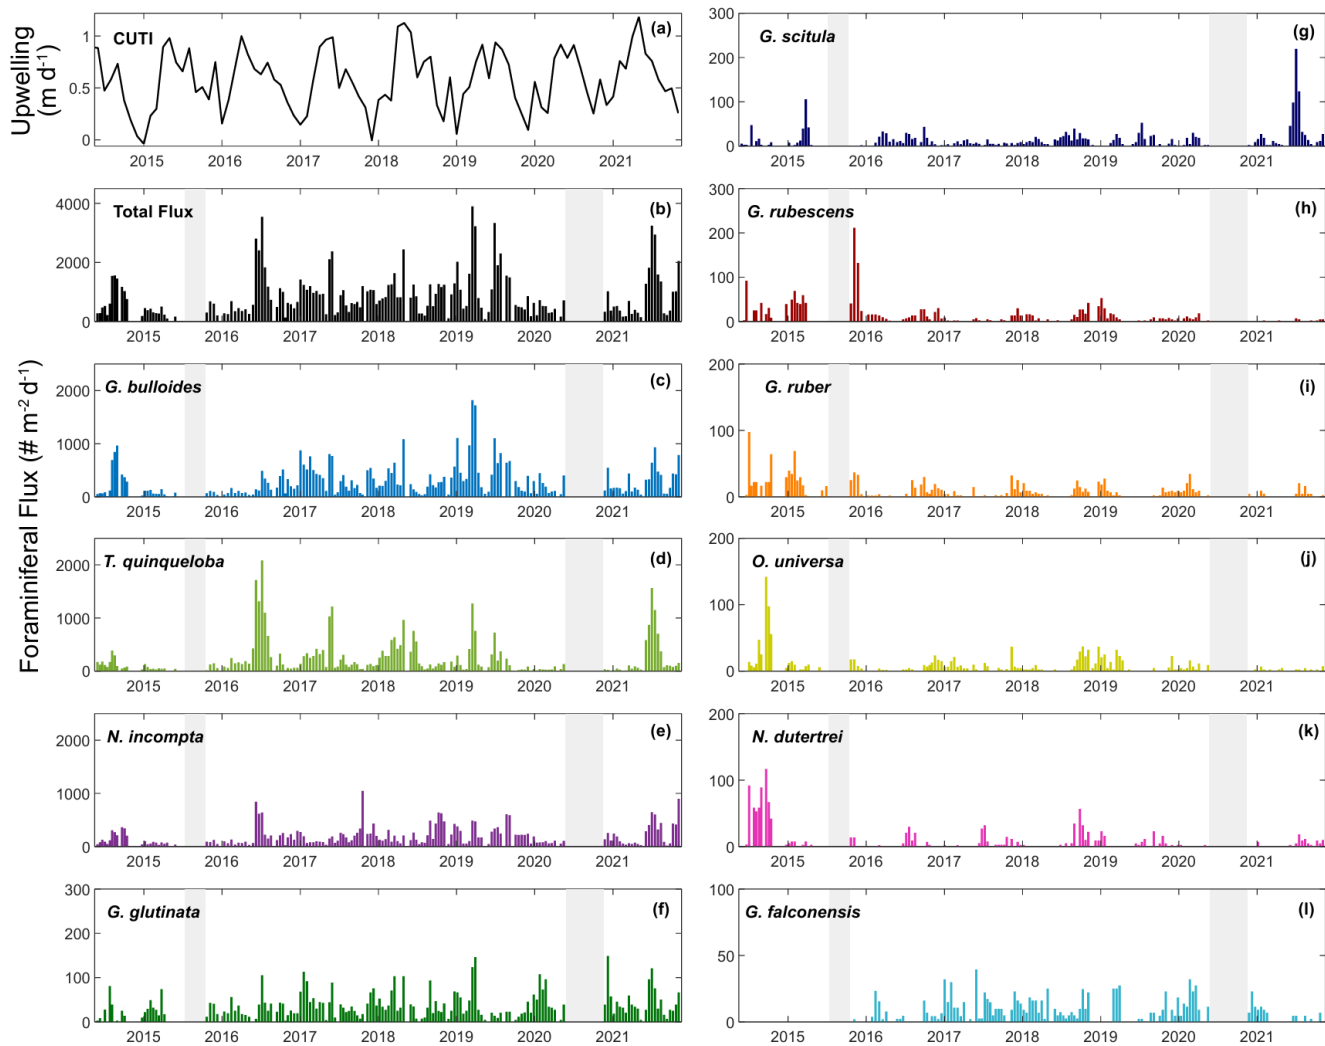 Upwelling
(m d-1)
Foraminiferal Flux (# m-2 d-1)
CUTI
(a)
1
0.5
0
2015 2016 2017 2018 2019 2020 2021
Total Flux
(b)
4000
2000
0
2015 2016 2017 2018 2019 2020 2021
G. bulloides
(c)
2000
1000
0
2015 2016 2017 2018 2019 2020 2021
T. quinqueloba
(d)
2000
1000
0
2015 2016 2017 2018 2019 2020 2021
N. incompta
(e)
2000
1000
0
2015 2016 2017 2018 2019 2020 2021
G. glutinata
(f)
300
200
100
0
2015 2016 2017 2018 2019 2020 2021
G. scitula
(g)
300
200
100
0
2015 2016 2017 2018 2019 2020 2021
G. rubescens
(h)
300
200
100
0
2015 2016 2017 2018 2019 2020 2021
G. ruber
(i)
200
100
0
2015 2016 2017 2018 2019 2020 2021
O. universa
(j)
200
100
0
2015 2016 2017 2018 2019 2020 2021
N. dutertrei
(k)
200
100
0
2015 2016 2017 2018 2019 2020 2021
G. falconensis
(l)
100
50
0
2015 2016 2017 2018 2019 2020 2021